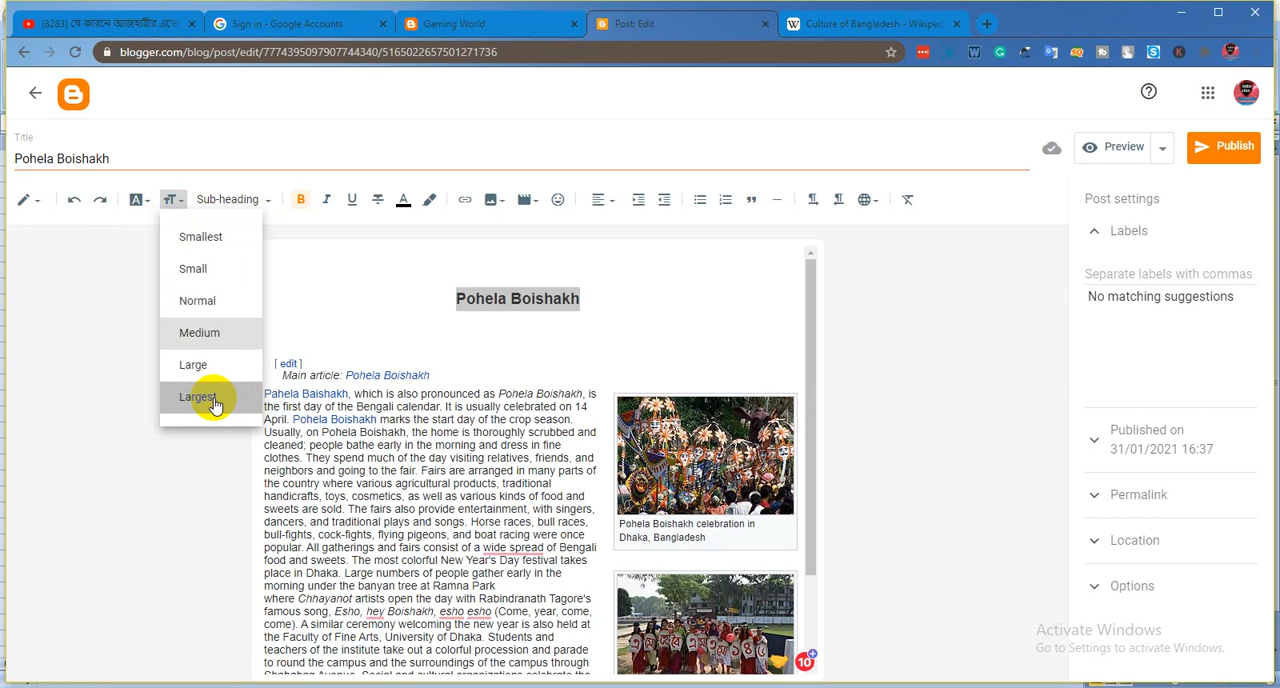 (8283) যে কারনে আজহারীর এতে
Sign in - Google Accounts
Gaming World
Post: Edit
Culture of Bangladesh - Wikiped
blogger.com/blog/post/edit/7774395097907744340/5165022657501271736
Title
Pohela Boishakh
Preview
Publish
Sub-heading
B
Smallest
Small
Normal
Medium
Large
Largest
Pohela Boishakh
[ edit ]
Main article: Pohela Boishakh
Pahela Baishakh, which is also pronounced as Pohela Boishakh, is
the first day of the Bengali calendar. It is usually celebrated on 14
April. Pohela Boishakh marks the start day of the crop season.
Usually, on Pohela Boishakh, the home is thoroughly scrubbed and
cleaned; people bathe early in the morning and dress in fine
clothes. They spend much of the day visiting relatives, friends, and
neighbors and going to the fair. Fairs are arranged in many parts of
the country where various agricultural products, traditional
handicrafts, toys, cosmetics, as well as various kinds of food and
sweets are sold. The fairs also provide entertainment, with singers,
dancers, and traditional plays and songs. Horse races, bull races,
bull-fights, cock-fights, flying pigeons, and boat racing were once
popular. All gatherings and fairs consist of a wide spread of Bengali
food and sweets. The most colorful New Year's Day festival takes
place in Dhaka. Large numbers of people gather early in the
morning under the banyan tree at Ramna Park
where Chhayanot artists open the day with Rabindranath Tagore's
famous song, Esho, hey Boishakh, esho esho (Come, year, come,
come). A similar ceremony welcoming the new year is also held at
the Faculty of Fine Arts, University of Dhaka. Students and
teachers of the institute take out a colorful procession and parade
to round the campus and the surroundings of the campus through
Shahbag Avenue. Social and cultural organizations celebrate the
Pohela Boishakh celebration in
Dhaka, Bangladesh
10
Post settings
Labels
Separate labels with commas
No matching suggestions
Published on
31/01/2021 16:37
Permalink
Location
Options
Activate Windows
Go to Settings to activate Windows.